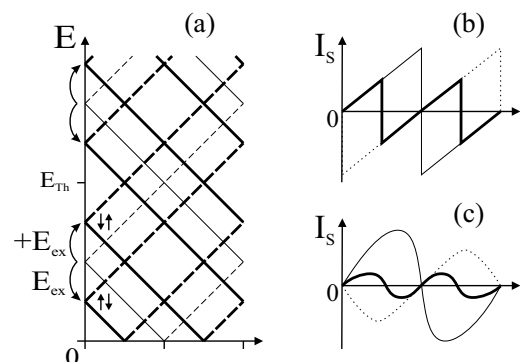 (a)
E
E_Th
+E_ex
E_ex
↓↑
↑↓
0
(b)
I_S
0
(c)
I_S
0